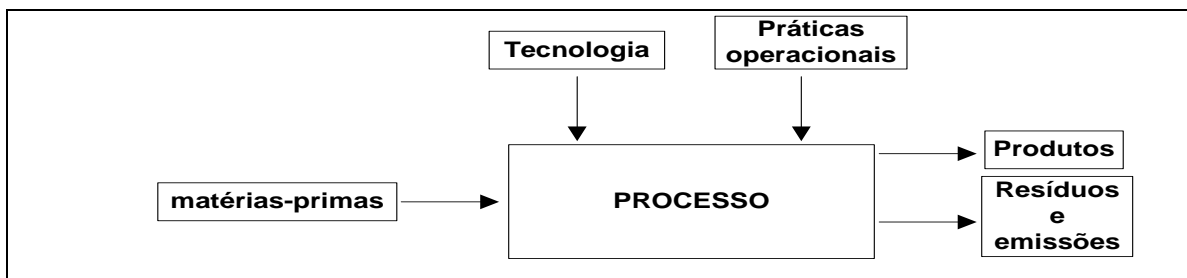 Tecnologia
Práticas
operacionais
matérias-primas
PROCESSO
Produtos
Resíduos
e
emissões